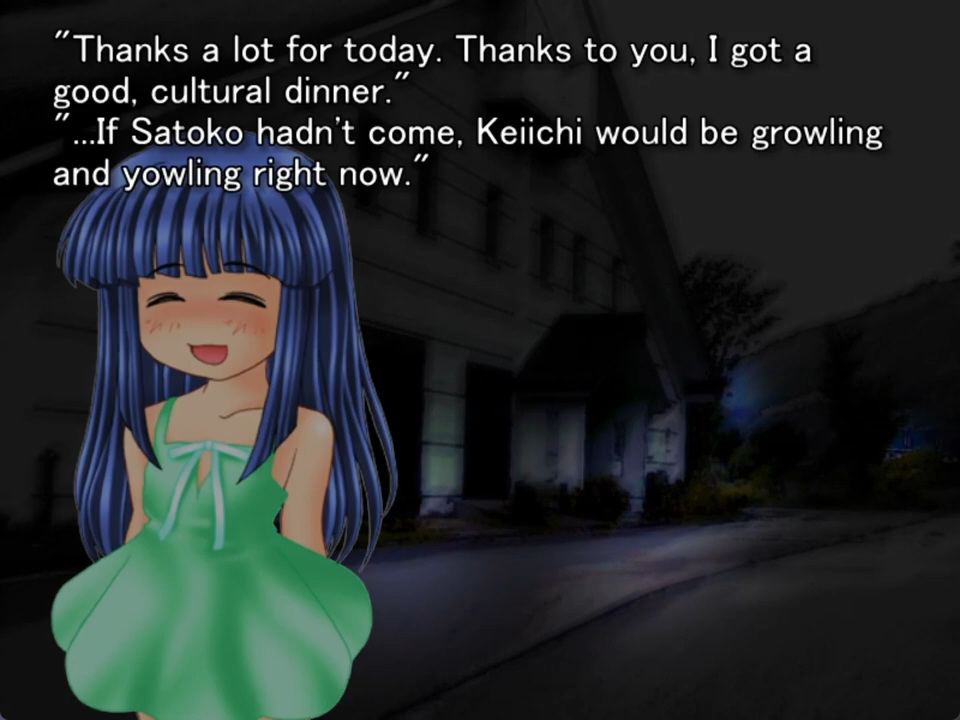 "Thanks a lot for today. Thanks to you, I got a
good, cultural dinner."
"...If Satoko hadn't come, Keiichi would be growling
and yowling right now."